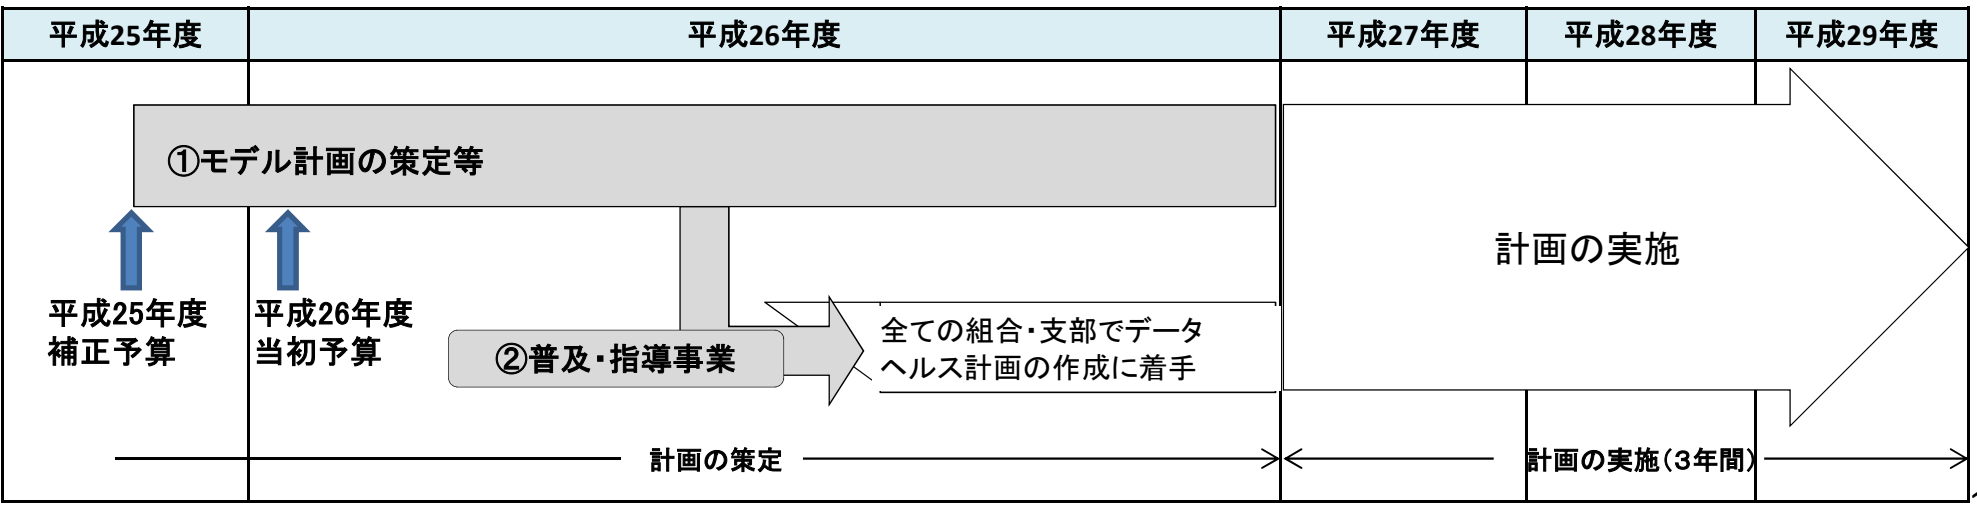 平成25年度
平成26年度
平成27年度
平成28年度
平成29年度
①モデル計画の策定等
計画の実施
平成25年度
補正予算
平成26年度
当初予算
②普及・指導事業
全ての組合・支部でデータ
ヘルス計画の作成に着手
計画の策定
計画の実施（3年間）